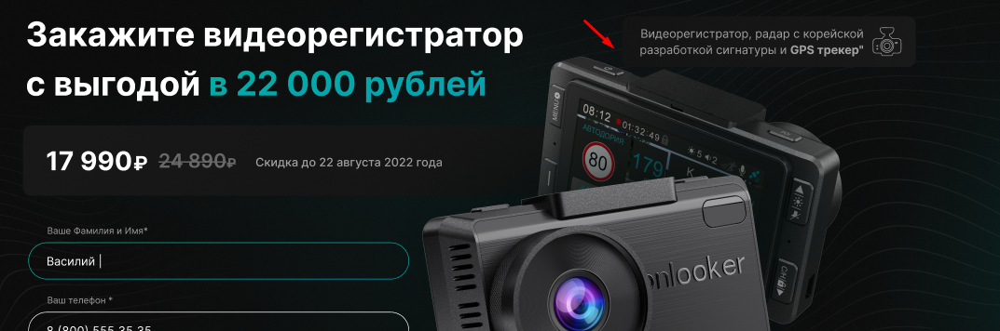 Закажите видеорегистратор
с выгодой в 22 000 рублей
Видеорегистратор, радар с корейской
разработкой сигнатуры и GPS трекер"
17 990₽ 24 890₽ Скидка до 22 августа 2022 года
Ваше Фамилия и Имя*
Василий
Ваш телефон *
8 (800) 555 35 35
MENU
08:12 01:32:49
АВТОДОРИЯ
5 2
80
179
K
onlooker